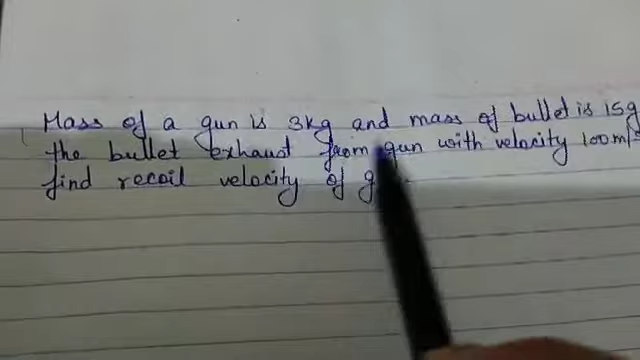 Mass of a gun is 3kg and mass of bullet is 15g
the bullet exhaust from gun with velocity 100m/
find recoil velocity of g